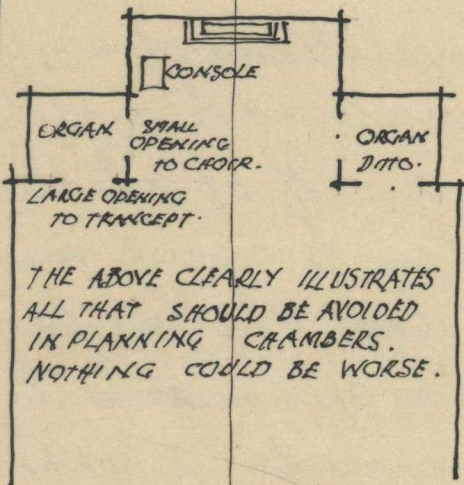 CONSOLE
ORGAN
SMALL
OPENING
TO CHOIR.
ORGAN
DITTO.
LARGE OPENING
TO TRANCEPT.
THE ABOVE CLEARLY ILLUSTRATES
ALL THAT SHOULD BE AVOIDED
IN PLANNING CHAMBERS.
NOTHING COULD BE WORSE.